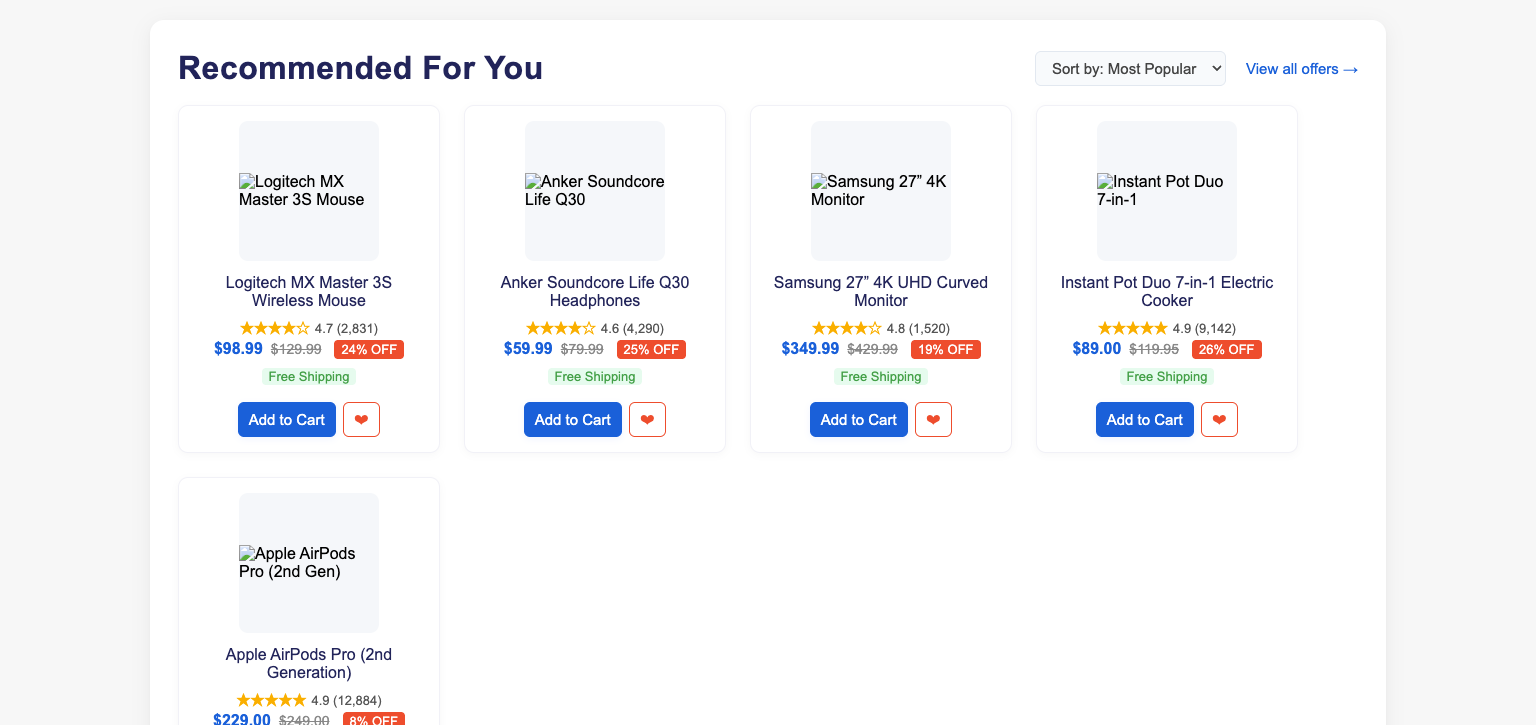 Recommended For You
Sort by: Most Popular
View all offers →
Logitech MX
Master 3S Mouse
Logitech MX Master 3S
Wireless Mouse
★★★★☆ 4.7 (2,831)
$98.99 $129.99 24% OFF
Free Shipping
Add to Cart ❤
Anker Soundcore
Life Q30
Anker Soundcore Life Q30
Headphones
★★★★☆ 4.6 (4,290)
$59.99 $79.99 25% OFF
Free Shipping
Add to Cart ❤
Samsung 27” 4K
Monitor
Samsung 27” 4K UHD Curved
Monitor
★★★★☆ 4.8 (1,520)
$349.99 $429.99 19% OFF
Free Shipping
Add to Cart ❤
Instant Pot Duo
7-in-1
Instant Pot Duo 7-in-1 Electric
Cooker
★★★★★ 4.9 (9,142)
$89.00 $119.95 26% OFF
Free Shipping
Add to Cart ❤
Apple AirPods
Pro (2nd Gen)
Apple AirPods Pro (2nd
Generation)
★★★★★ 4.9 (12,884)
$229.00 $249.00 8% OFF